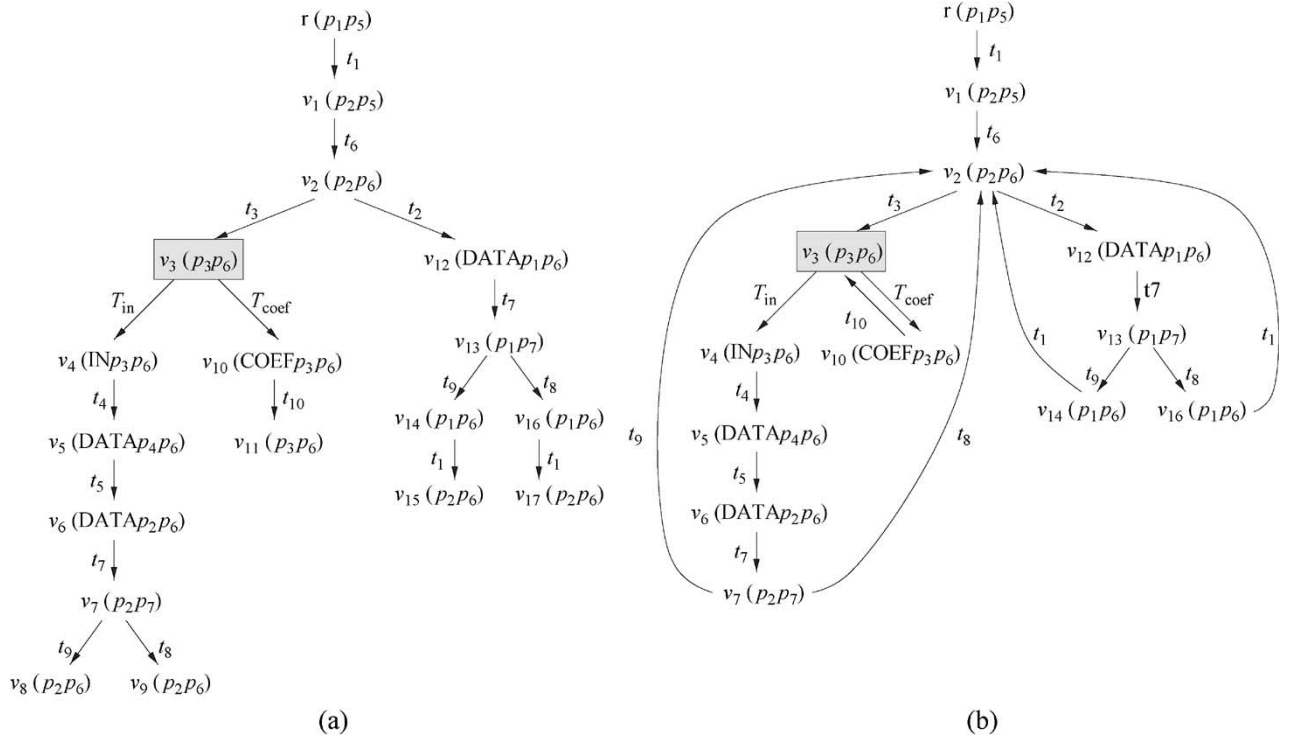 r (p₁p₅)
t₁
v₁ (p₂p₅)
t₆
v₂ (p₂p₆)
t₃
t₂
v₃ (p₃p₆)
v₁₂ (DATAp₁p₆)
T_in
T_coef
t₇
v₄ (INp₃p₆)
v₁₀ (COEFp₃p₆)
v₁₃ (p₁p₇)
t₄
t₁₀
t₉
t₈
v₅ (DATAp₄p₆)
v₁₁ (p₃p₆)
v₁₄ (p₁p₆)
v₁₆ (p₁p₆)
t₅
t₁
t₁
v₆ (DATAp₂p₆)
v₁₅ (p₂p₆)
v₁₇ (p₂p₆)
t₇
v₇ (p₂p₇)
t₉
t₈
v₈ (p₂p₆)
v₉ (p₂p₆)
(a)
r (p₁p₅)
t₁
v₁ (p₂p₅)
t₆
v₂ (p₂p₆)
t₃
t₂
v₃ (p₃p₆)
v₁₂ (DATAp₁p₆)
T_in
T_coef
t₁₀
t7
v₄ (INp₃p₆)
v₁₀ (COEFp₃p₆)
t₁
v₁₃ (p₁p₇)
t₁
t₄
t₉
t₈
v₁₄ (p₁p₆)
v₁₆ (p₁p₆)
t₉
v₅ (DATAp₄p₆)
t₈
t₅
v₆ (DATAp₂p₆)
t₇
v₇ (p₂p₇)
(b)